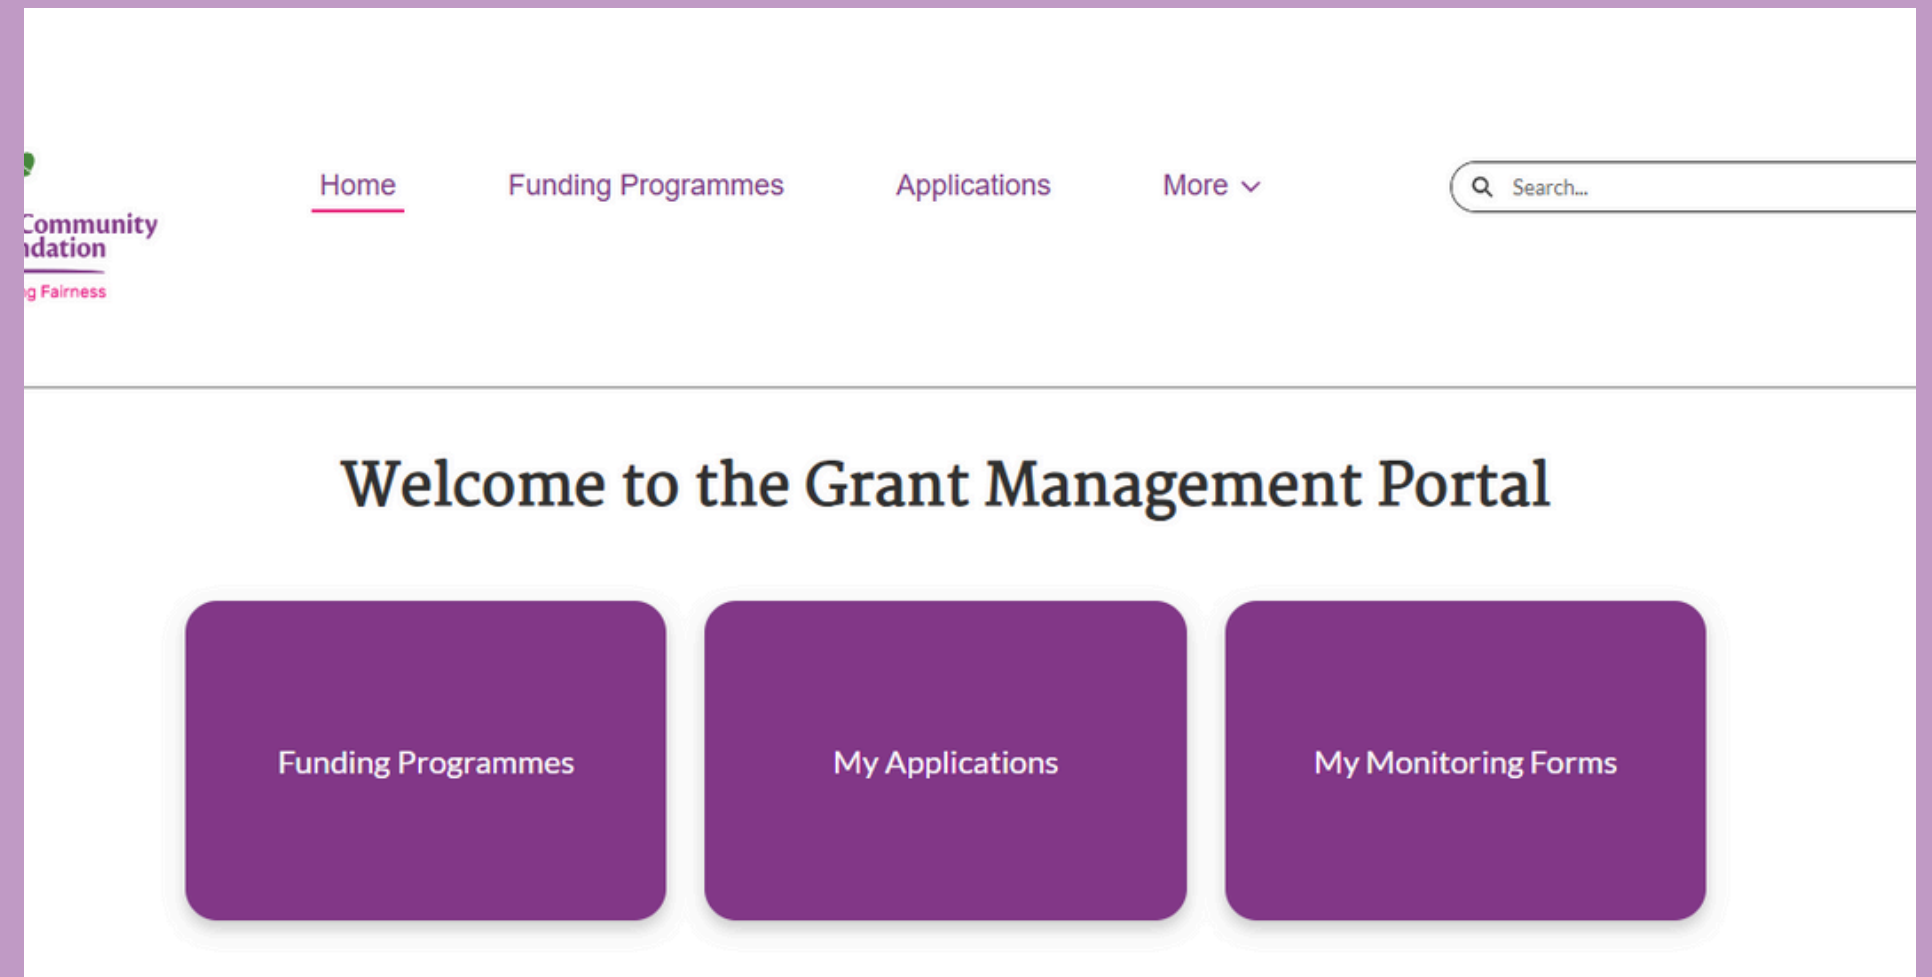 Home
Funding Programmes
Applications
More
Search...
Community
dation
g Fairness
Welcome to the Grant Management Portal
Funding Programmes
My Applications
My Monitoring Forms